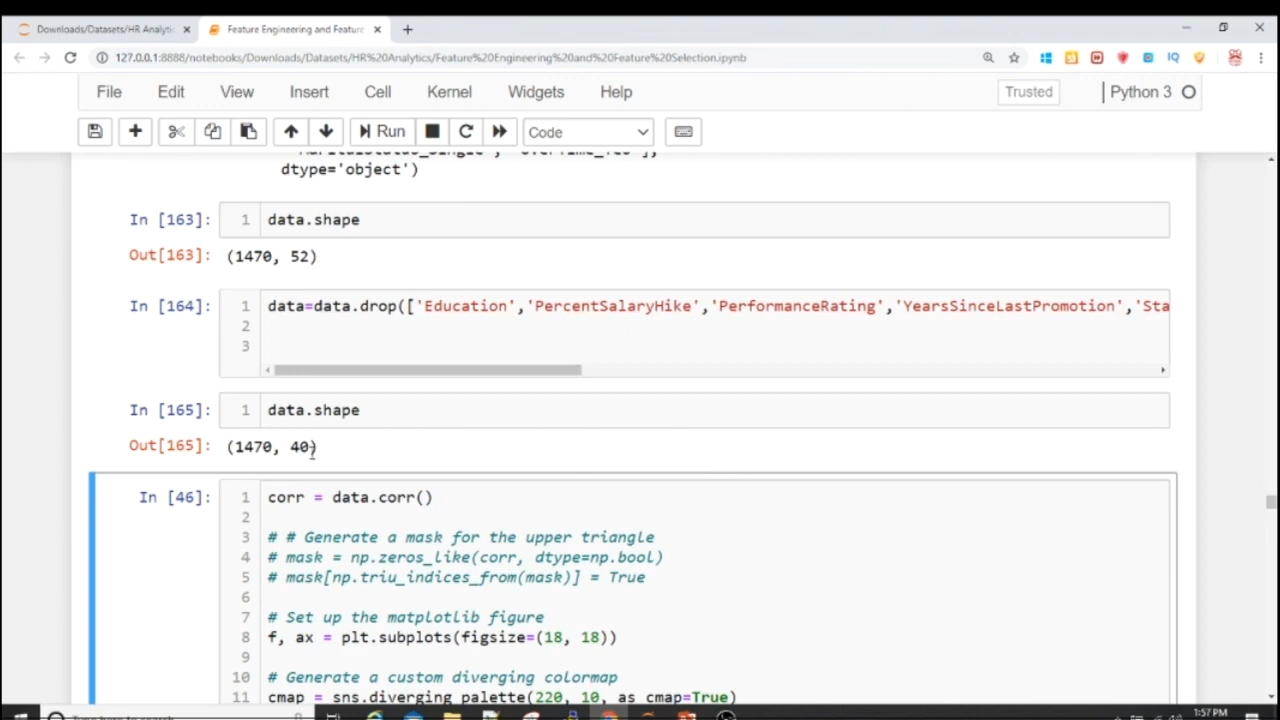 Downloads/Datasets/HR Analytic
Feature Engineering and Feature
127.0.0.1:8888/notebooks/Downloads/Datasets/HR%20Analytics/Feature%20Engineering%20and%20Feature%20Selection.ipynb
IQ
File Edit View Insert Cell Kernel Widgets Help Trusted Python 3
Run Code
dtype='object')
In [163]: 1 data.shape
Out[163]: (1470, 52)
In [164]: 1 data=data.drop(['Education','PercentSalaryHike','PerformanceRating','YearsSinceLastPromotion','Sta
2
3
In [165]: 1 data.shape
Out[165]: (1470, 40)
In [46]: 1 corr = data.corr()
2
3 # # Generate a mask for the upper triangle
4 # mask = np.zeros_like(corr, dtype=np.bool)
5 # mask[np.triu_indices_from(mask)] = True
6
7 # Set up the matplotlib figure
8 f, ax = plt.subplots(figsize=(18, 18))
9
10 # Generate a custom diverging colormap
11 cmap = sns.diverging_palette(220, 10, as_cmap=True)
1:57 PM